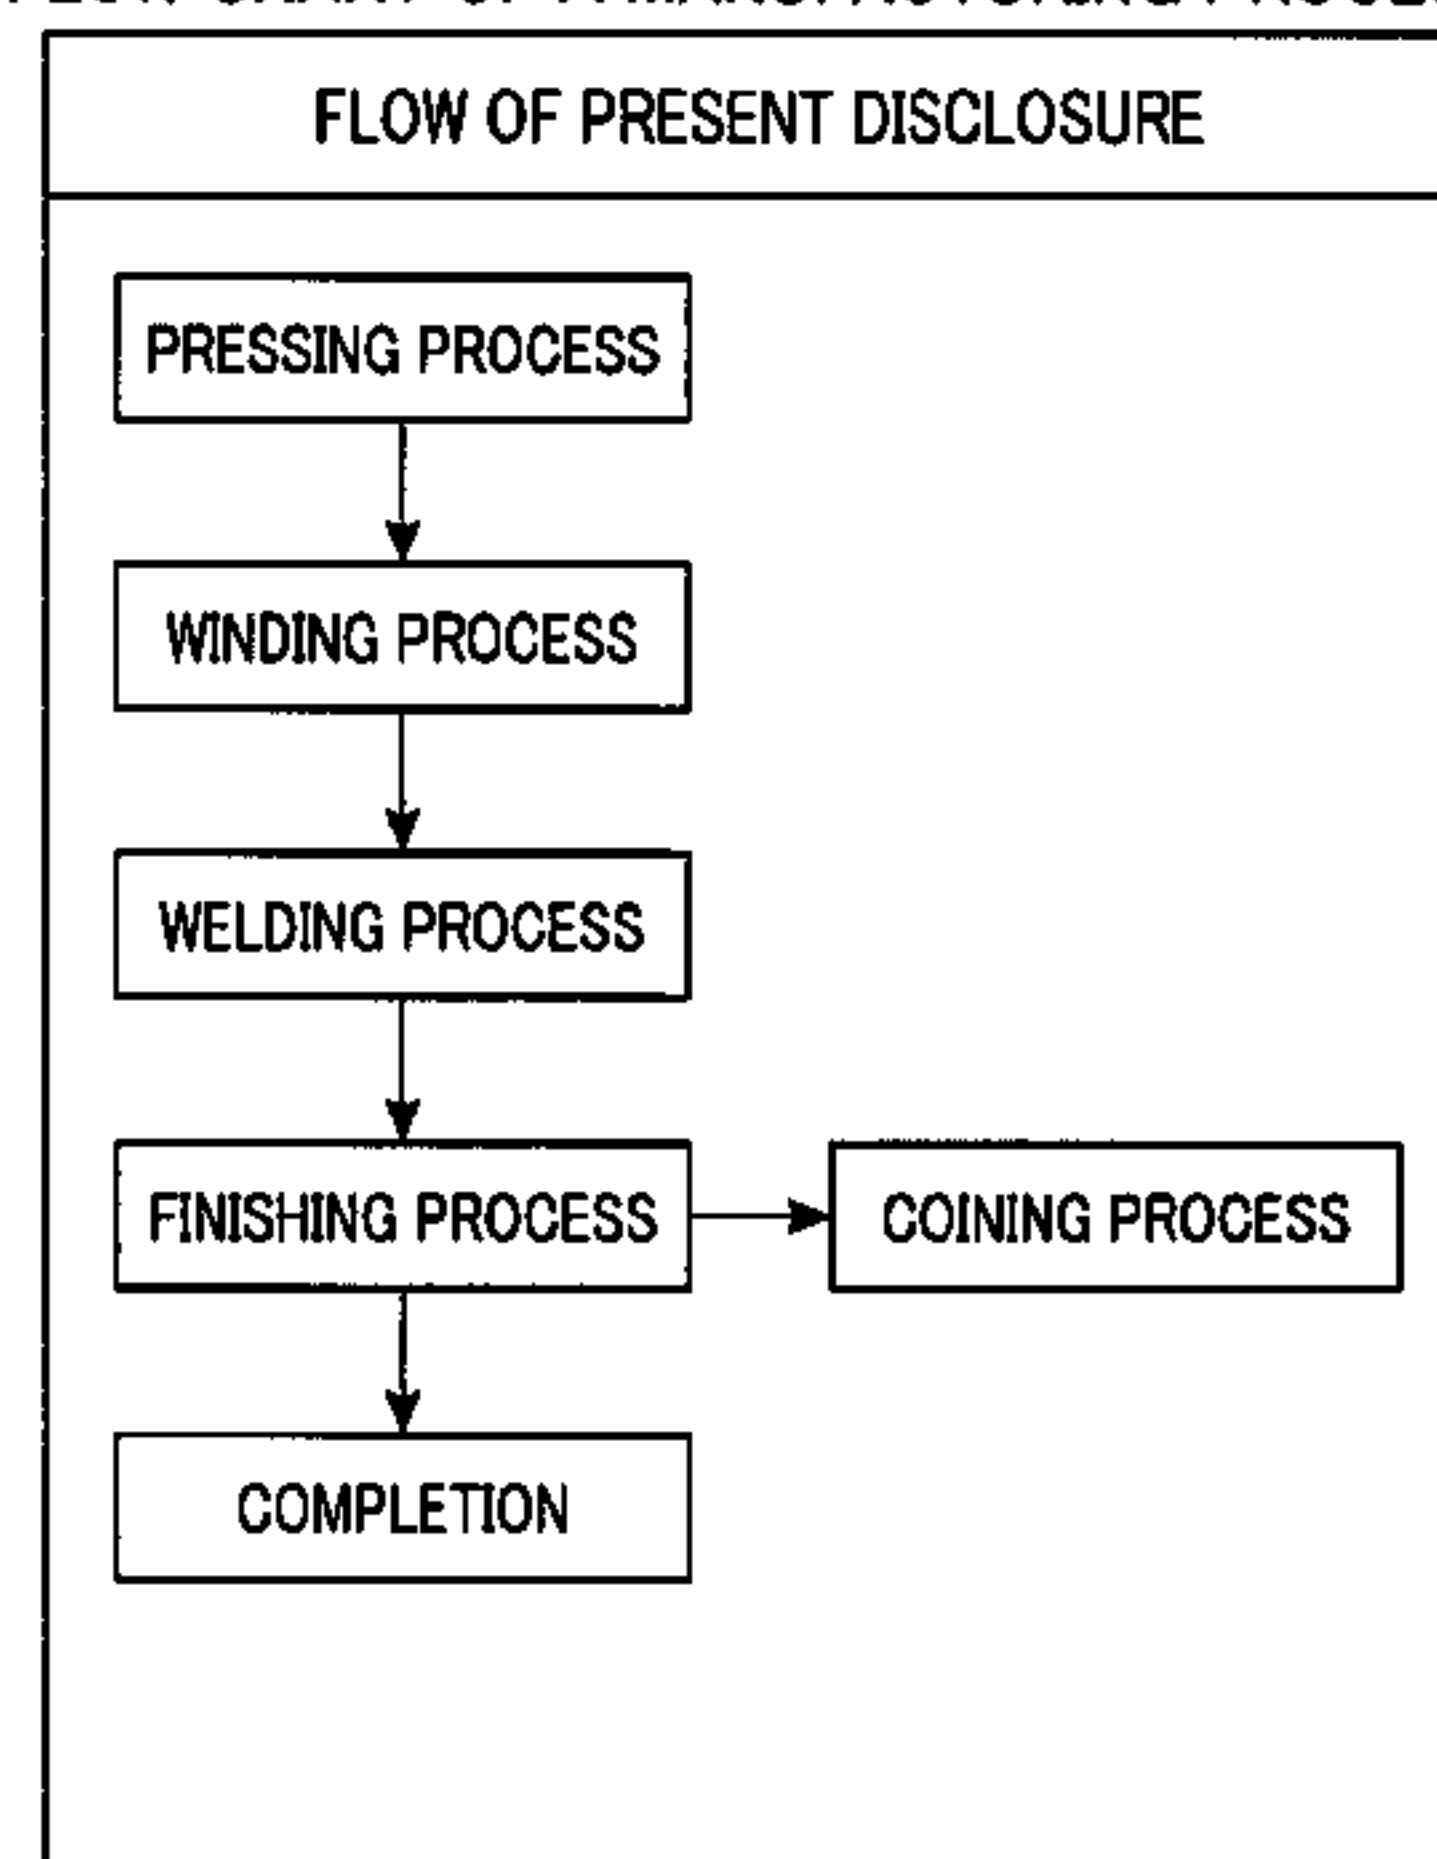 FLOW OF PRESENT DISCLOSURE
PRESSING PROCESS
WINDING PROCESS
WELDING PROCESS
FINISHING PROCESS
COINING PROCESS
COMPLETION